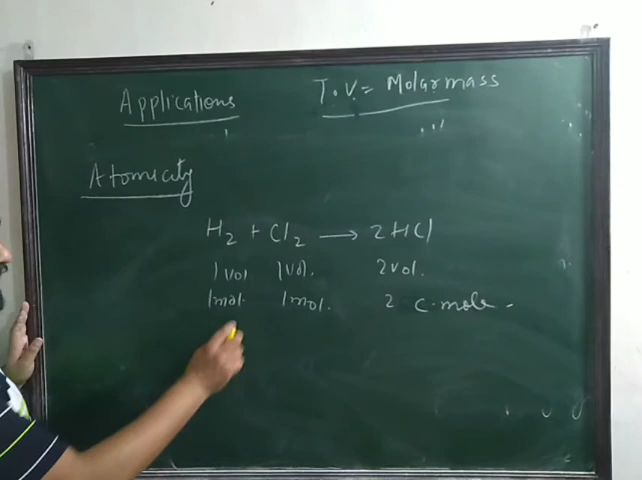 Applications T.V. = Molar mass
Atomicity
H2 + Cl2 → 2HCl
1 vol 1 vol. 2 vol.
1 mol. 1 mol. 2 C.mole.